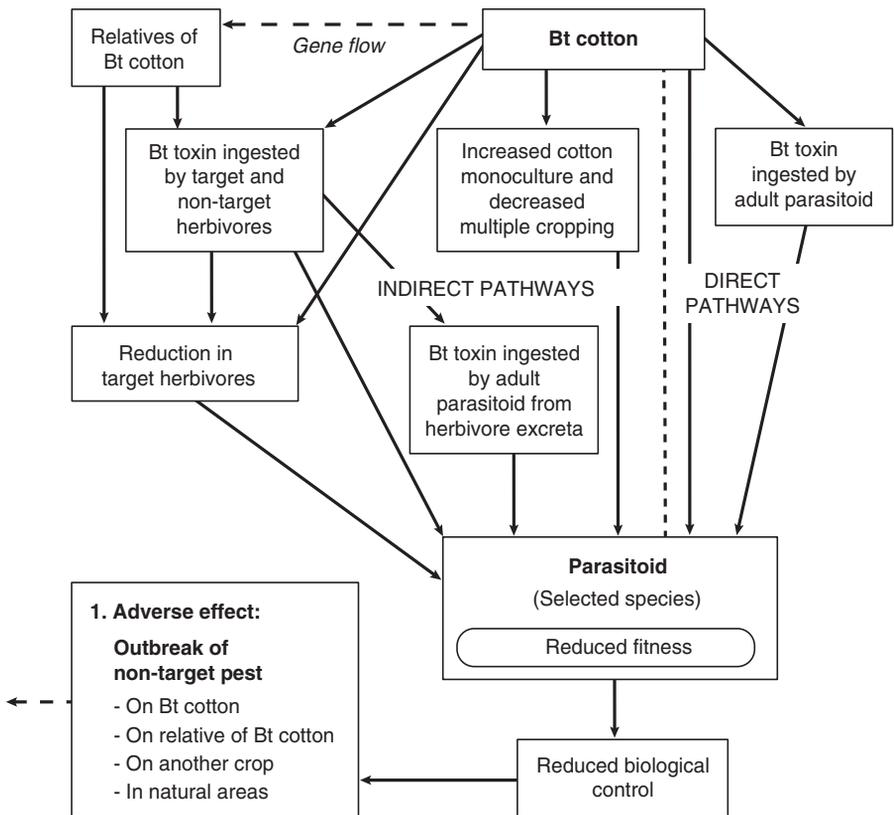 Relatives of
Bt cotton
Gene flow
Bt cotton
Bt toxin ingested
by target and
non-target
herbivores
Increased cotton
monoculture and
decreased
multiple cropping
Bt toxin
ingested by
adult parasitoid
INDIRECT PATHWAYS
DIRECT
PATHWAYS
Reduction in
target herbivores
Bt toxin ingested
by adult
parasitoid from
herbivore excreta
Parasitoid
(Selected species)
Reduced fitness
1. Adverse effect:
Outbreak of
non-target pest
- On Bt cotton
- On relative of Bt cotton
- On another crop
- In natural areas
Reduced biological
control